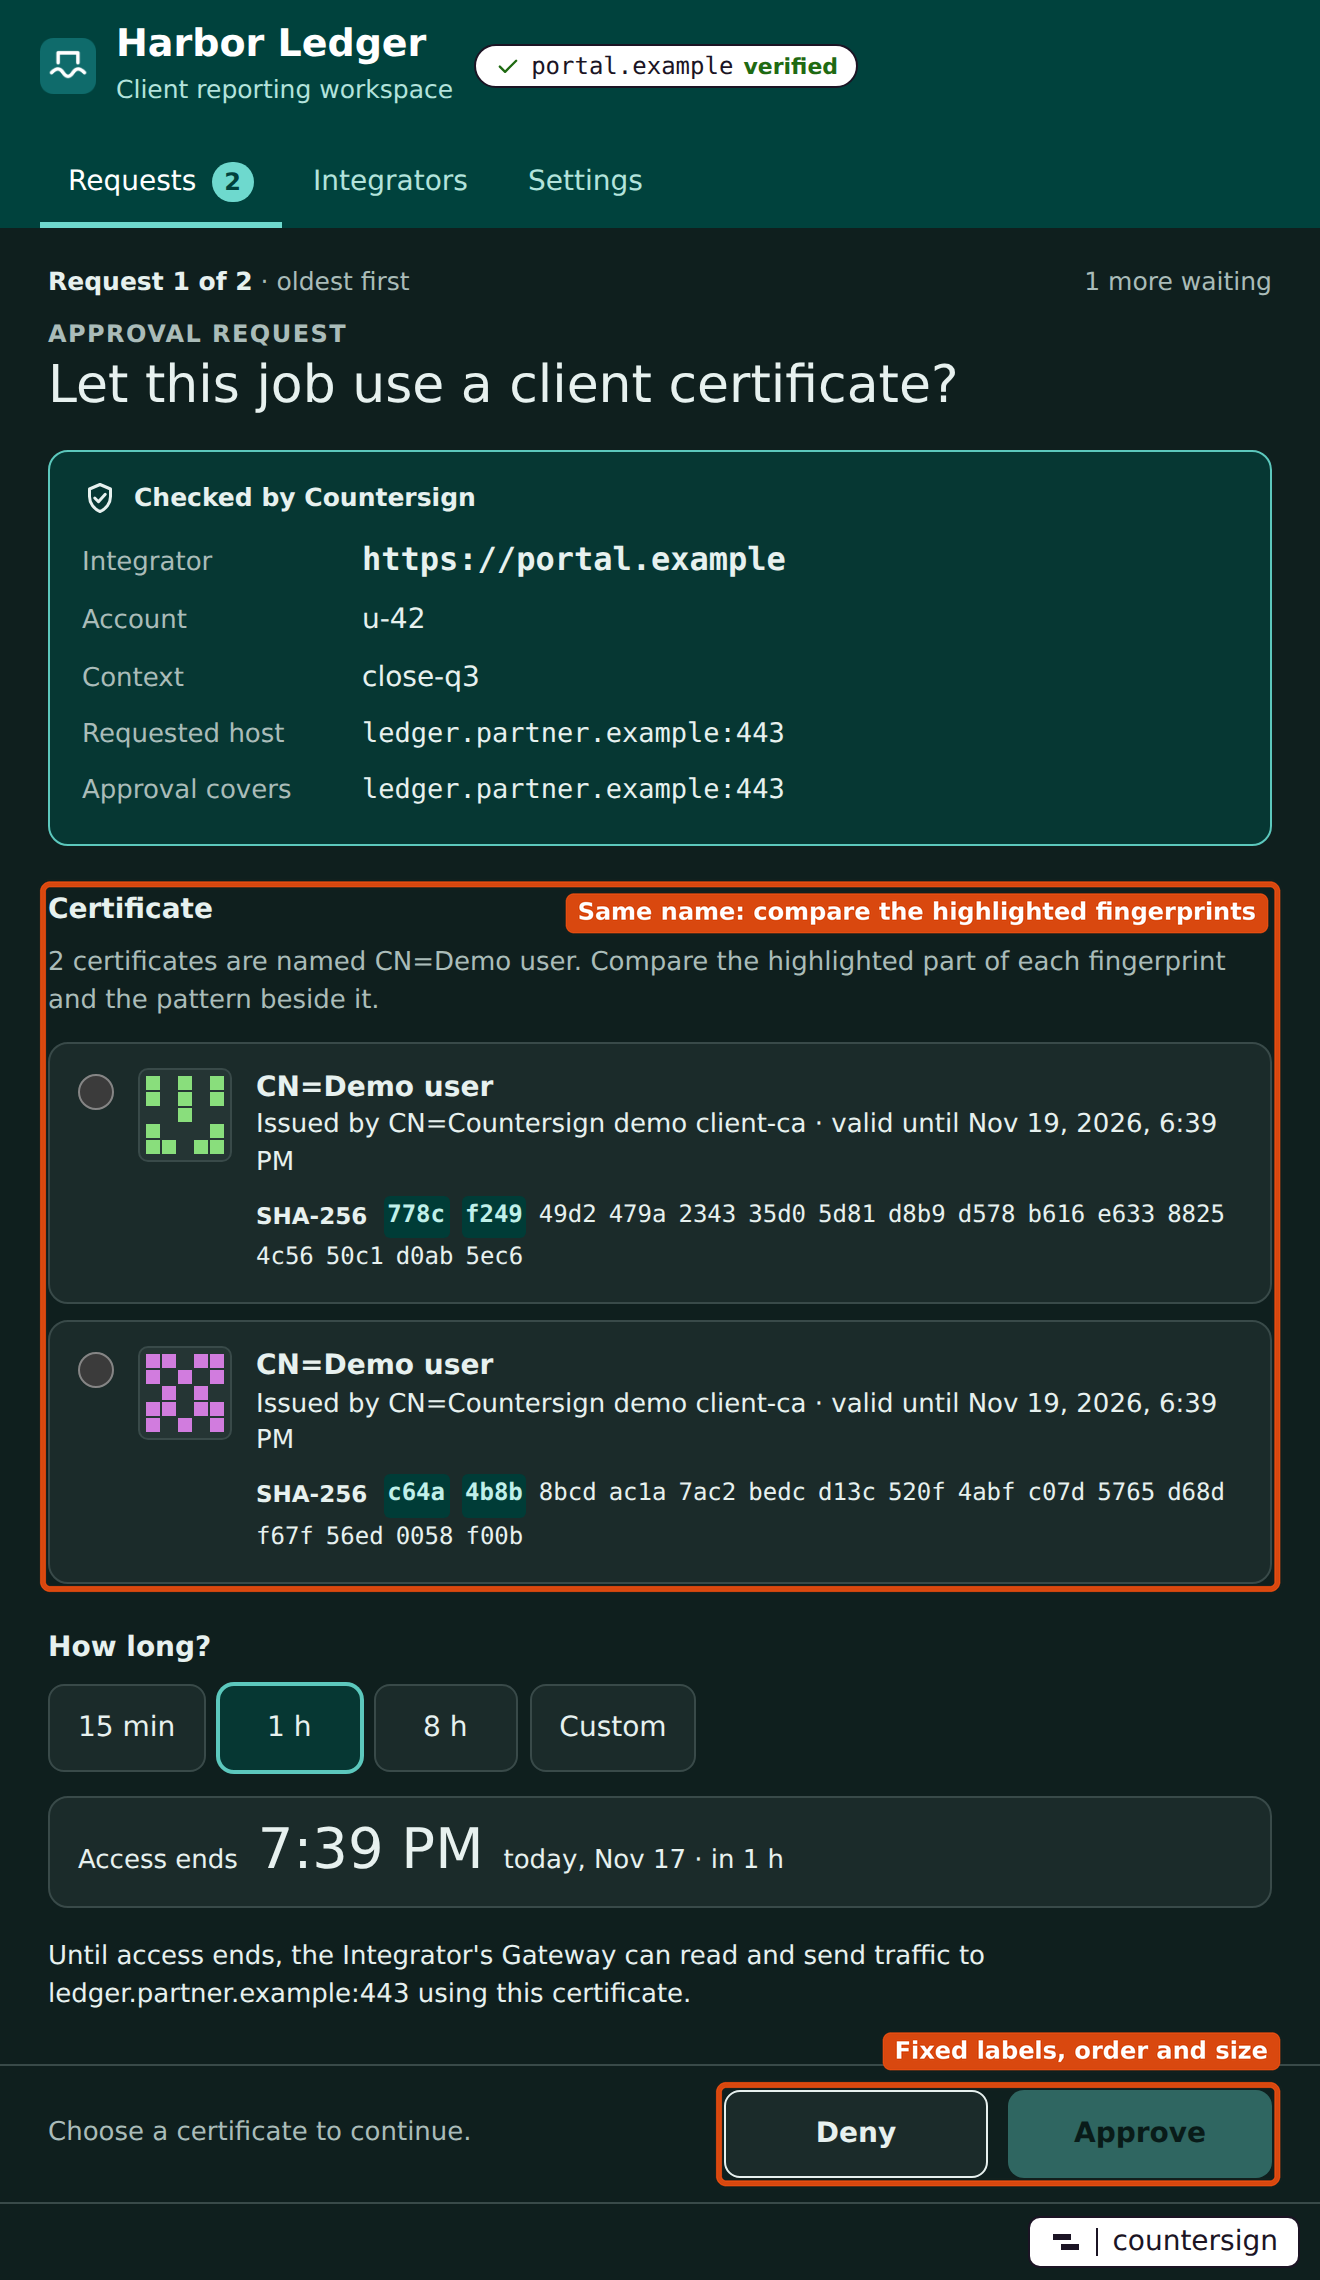 Harbor Ledger
Client reporting workspace
portal.example verified
Requests 2 Integrators Settings
Request 1 of 2 · oldest first
1 more waiting
APPROVAL REQUEST
Let this job use a client certificate?
Checked by Countersign
Integrator https://portal.example
Account u-42
Context close-q3
Requested host ledger.partner.example:443
Approval covers ledger.partner.example:443
Certificate
Same name: compare the highlighted fingerprints
2 certificates are named CN=Demo user. Compare the highlighted part of each fingerprint
and the pattern beside it.
CN=Demo user
Issued by CN=Countersign demo client-ca · valid until Nov 19, 2026, 6:39
PM
SHA-256 778c f249 49d2 479a 2343 35d0 5d81 d8b9 d578 b616 e633 8825
4c56 50c1 d0ab 5ec6
CN=Demo user
Issued by CN=Countersign demo client-ca · valid until Nov 19, 2026, 6:39
PM
SHA-256 c64a 4b8b 8bcd ac1a 7ac2 bedc d13c 520f 4abf c07d 5765 d68d
f67f 56ed 0058 f00b
How long?
15 min 1 h 8 h Custom
Access ends 7:39 PM today, Nov 17 · in 1 h
Until access ends, the Integrator's Gateway can read and send traffic to
ledger.partner.example:443 using this certificate.
Fixed labels, order and size
Choose a certificate to continue.
Deny Approve
countersign